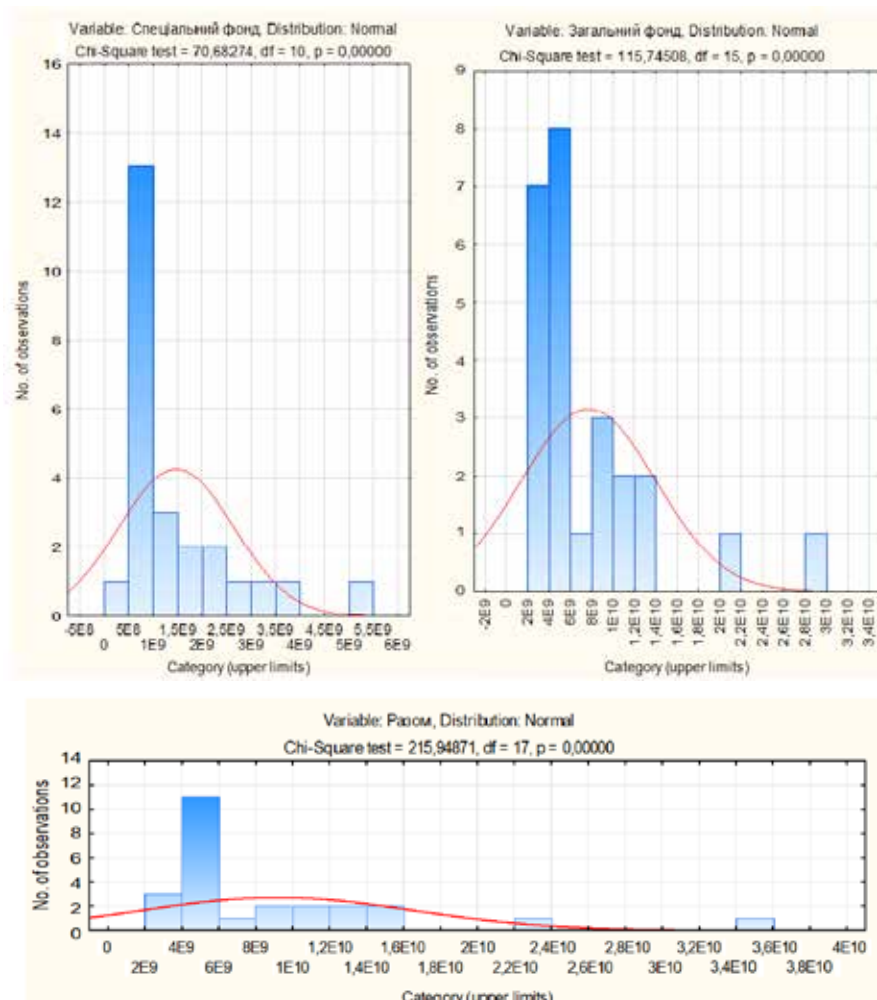 Variable: Спеціальний фонд, Distribution: Normal
Chi-Square test = 70,68274, df = 10, p = 0,00000
16
14
12
10
8
6
4
2
0
No. of observations
-5E8 5E8 1,5E9 2,5E9 3,5E9 4,5E9 5,5E9
0 1E9 2E9 3E9 4E9 5E9 6E9
Category (upper limits)
Variable: Загальний фонд, Distribution: Normal
Chi-Square test = 115,74508, df = 15, p = 0,00000
9
8
7
6
5
4
3
2
1
0
No. of observations
-2E9 0 2E9 4E9 6E9 8E9 1E10 1,2E10 1,4E10 1,6E10 1,8E10 2E10 2,2E10 2,4E10 2,6E10 2,8E10 3E10 3,2E10 3,4E10
Category (upper limits)
Variable: Разом, Distribution: Normal
Chi-Square test = 215,94871, df = 17, p = 0,00000
14
12
10
8
6
4
2
0
No. of observations
0 4E9 8E9 1,2E10 1,6E10 2E10 2,4E10 2,8E10 3,2E10 3,6E10 4E10
2E9 6E9 1E10 1,4E10 1,8E10 2,2E10 2,6E10 3E10 3,4E10 3,8E10
Category (upper limits)